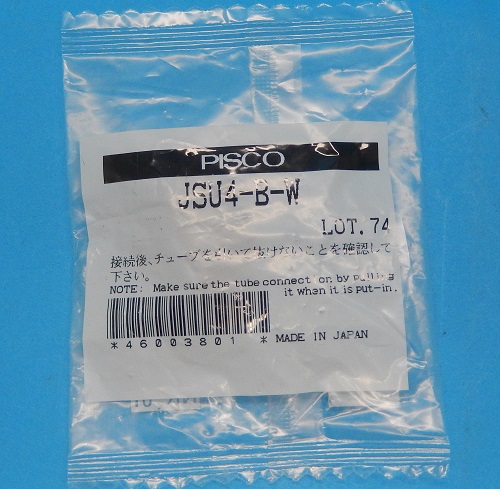 PISCO
JSU4-B-W
LOT. 74
接続後、チューブを引いて抜けないことを確認して
下さい。
NOTE: Make sure the tube connection by pulling
it when it is put-in.
*46003801 * MADE IN JAPAN